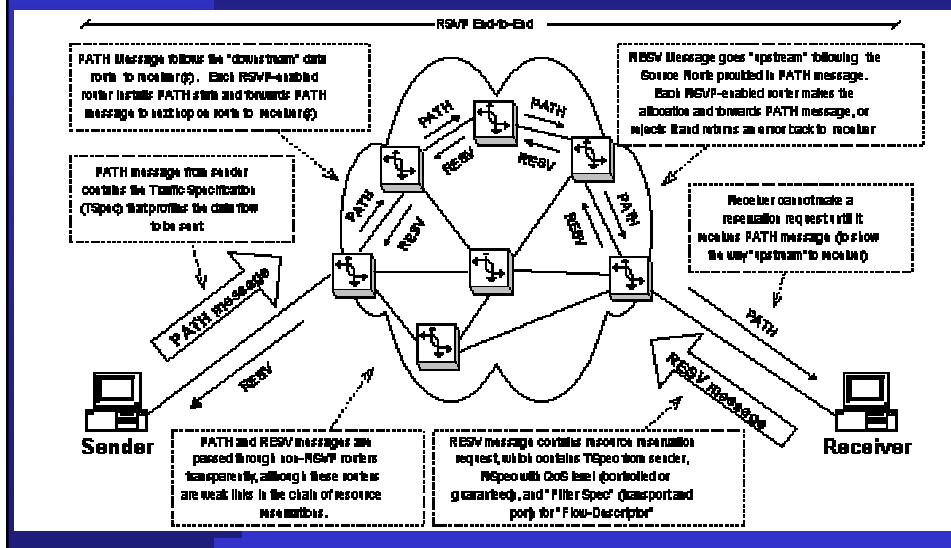 RSVP End-to-End
PATH Message follows the "downstream" data
route to receiver(s). Each RSVP-enabled
router installs PATH state and forwards PATH
message to next hop on route to receiver(s)
RESV Message goes "upstream" following the
Source Route provided in PATH message.
Each RSVP-enabled router makes the
allocation and forwards PATH message, or
rejects it and returns an error back to receiver
PATH message from sender
contains the Traffic Specification
(TSpec) that profiles the data flow
to be sent
Receiver cannot make a
reservation request until it
receives PATH message (to show
the way "upstream" to receiver)
PATH
PATH
RESV
RESV
PATH
RESV
PATH
RESV
PATH message
RESV
PATH
RESV message
Sender
Receiver
PATH and RESV messages are
passed through non-RSVP routers
transparently, although these routers
are weak links in the chain of resource
reservations.
RESV message contains resource reservation
request, which contains TSpec from sender,
RSpec with QoS level (controlled or
guaranteed), and "Filter Spec" (transport and
port) for "Flow-Descriptor"